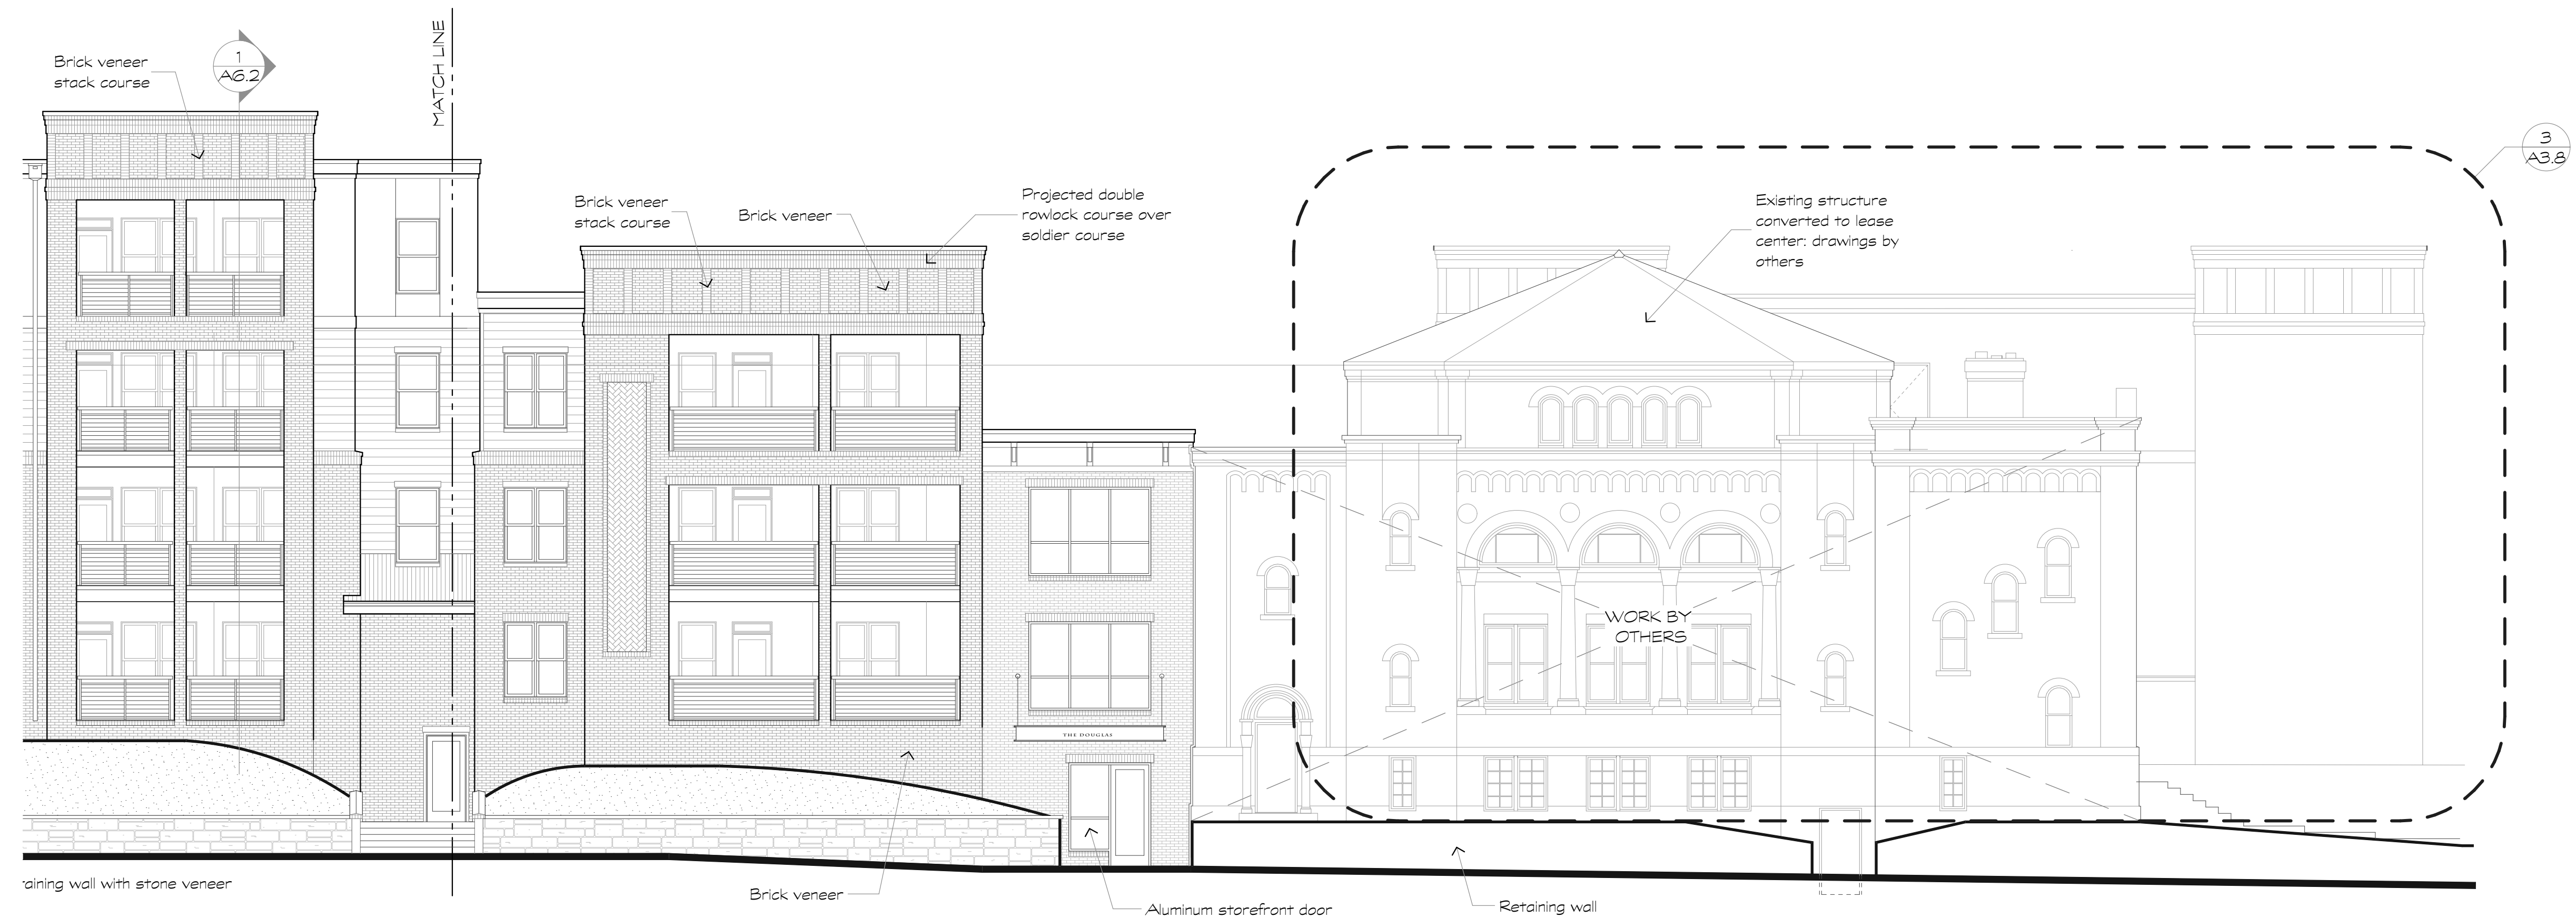 Brick veneer
stack course
1
A6.2
MATCH LINE
Brick veneer
stack course
Brick veneer
Projected double
rowlock course over
soldier course
Existing structure
converted to lease
center: drawings by
others
3
A3.8
WORK BY
OTHERS
THE DOUGLAS
taining wall with stone veneer
Brick veneer
Aluminum storefront door
Retaining wall